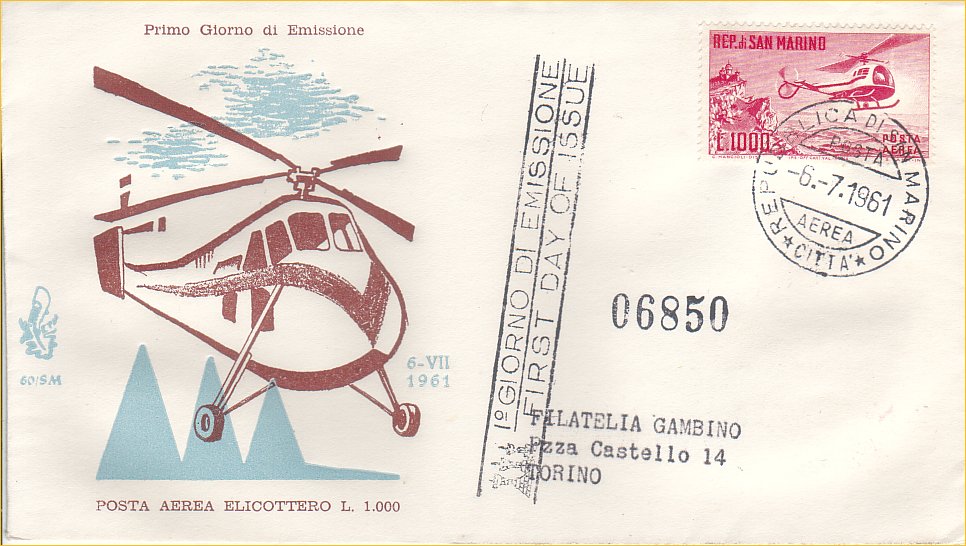 Primo Giorno di Emissione
6-VII
1961
60/SM
POSTA AEREA ELICOTTERO L. 1.000
1º GIORNO DI EMISSIONE
FIRST DAY OF ISSUE
REP. di SAN MARINO
L.1000
POSTA
AEREA
REPUBBLICA DI SAN MARINO
POSTA
-6.-7.1961
AEREA
★CITTA'★
06850
FILATELIA GAMBINO
Pzza Castello 14
TORINO